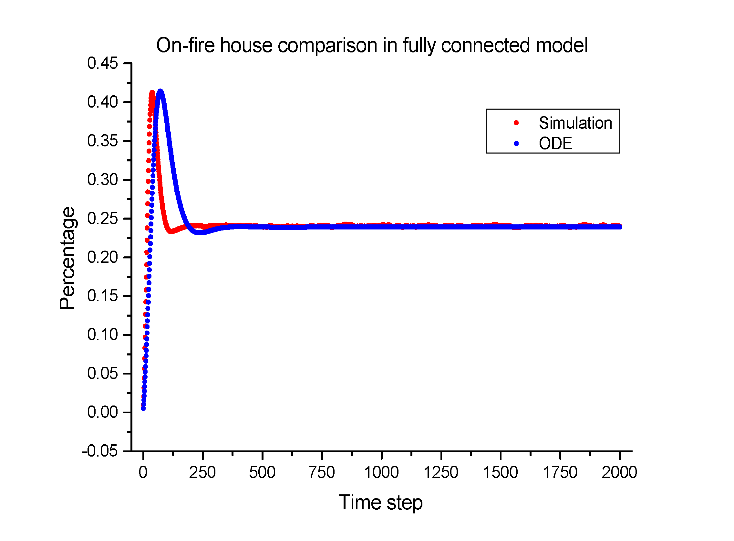 On-fire house comparison in fully connected model
0.45
0.40
0.35
0.30
0.25
0.20
0.15
0.10
0.05
0.00
-0.05
Percentage
Simulation
ODE
0 250 500 750 1000 1250 1500 1750 2000
Time step